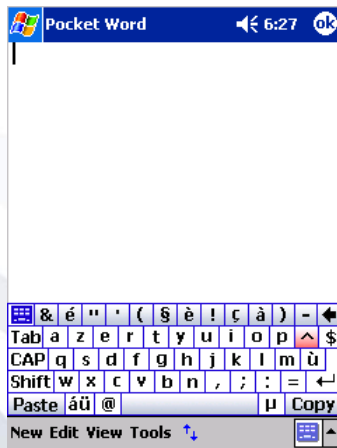 Pocket Word 6:27 ok
& é " ' ( § è ! ç à ) -
Tab a z e r t y u i o p ^ $
CAP q s d f g h j k l m ù
Shift w x c v b n , ; : =
Paste áü @ µ Copy
New Edit View Tools